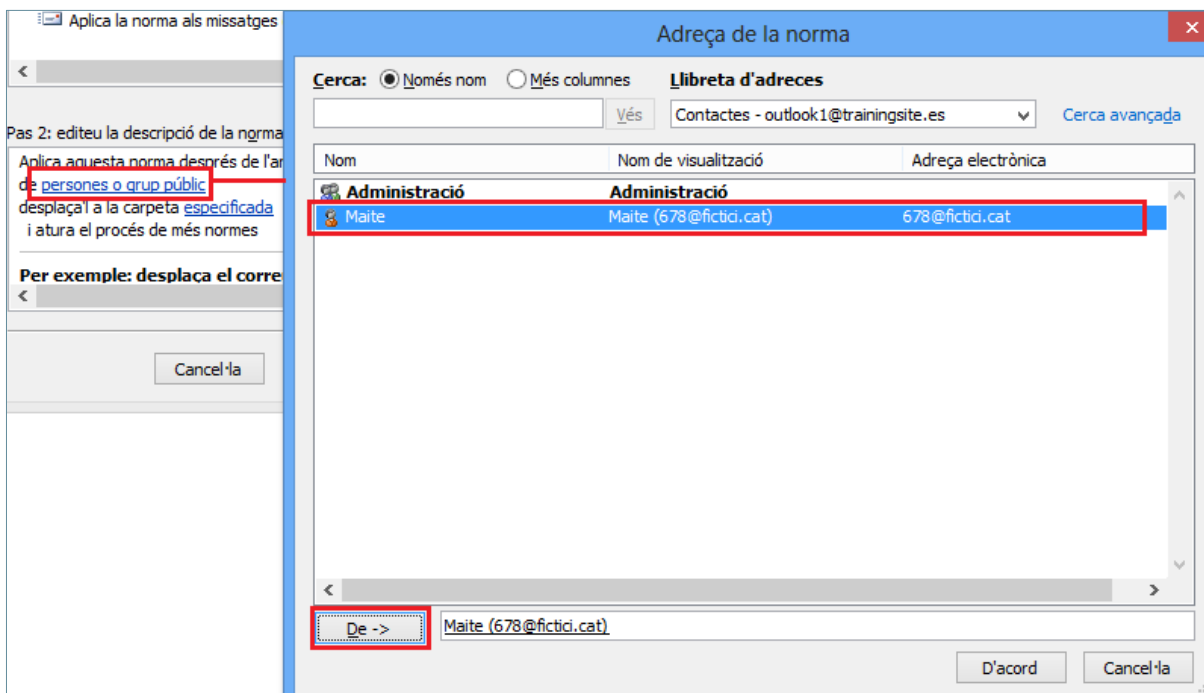 Aplica la norma als missatges
Pas 2: editeu la descripció de la norma
Aplica aquesta norma després de l'ar
de persones o grup públic
desplaça'l a la carpeta especificada
i atura el procés de més normes
Per exemple: desplaça el corre
Cancel·la
Adreça de la norma
Cerca: Només nom Més columnes Llibreta d'adreces
Vés Contactes - outlook1@trainingsite.es Cerca avançada
Nom Nom de visualització Adreça electrònica
Administració Administració
Maite Maite (678@fictici.cat) 678@fictici.cat
De -> Maite (678@fictici.cat)
D'acord Cancel·la